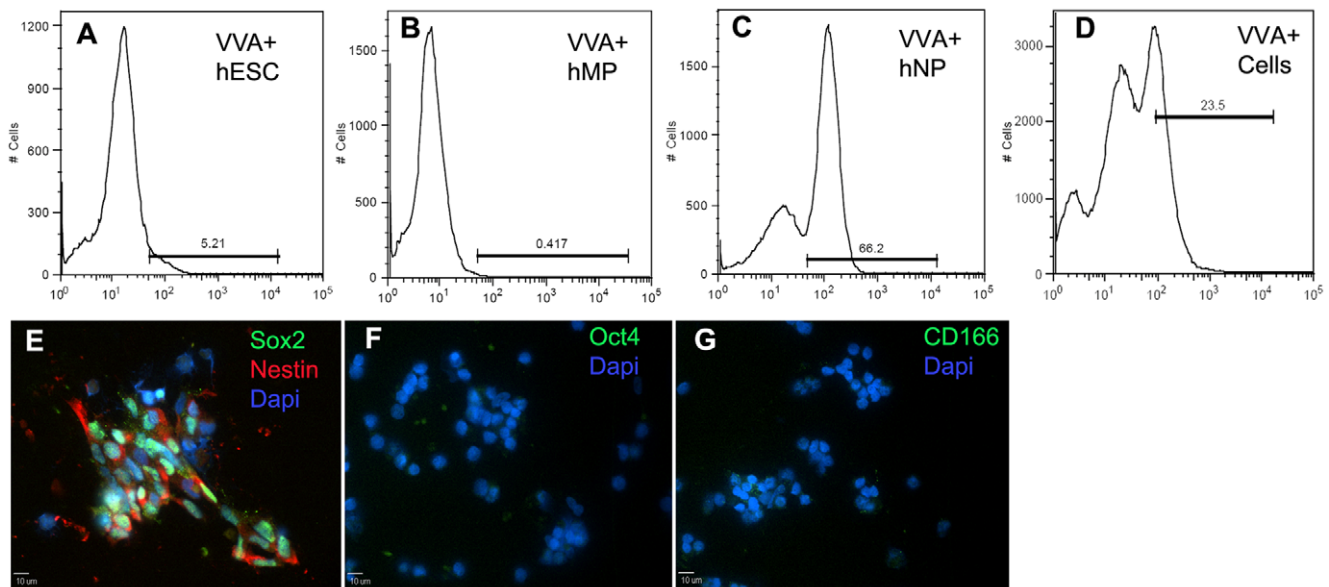 A
VVA+
hESC
# Cells
1200
900
600
300
0
5.21
10^0 10^1 10^2 10^3 10^4 10^5
B
VVA+
hMP
# Cells
1500
1000
500
0
0.417
10^0 10^1 10^2 10^3 10^4 10^5
C
VVA+
hNP
# Cells
1500
1000
500
0
66.2
10^0 10^1 10^2 10^3 10^4 10^5
D
VVA+
Cells
# Cells
3000
2000
1000
0
23.5
10^0 10^1 10^2 10^3 10^4 10^5
E
Sox2
Nestin
Dapi
10 um
F
Oct4
Dapi
10 um
G
CD166
Dapi
10 um